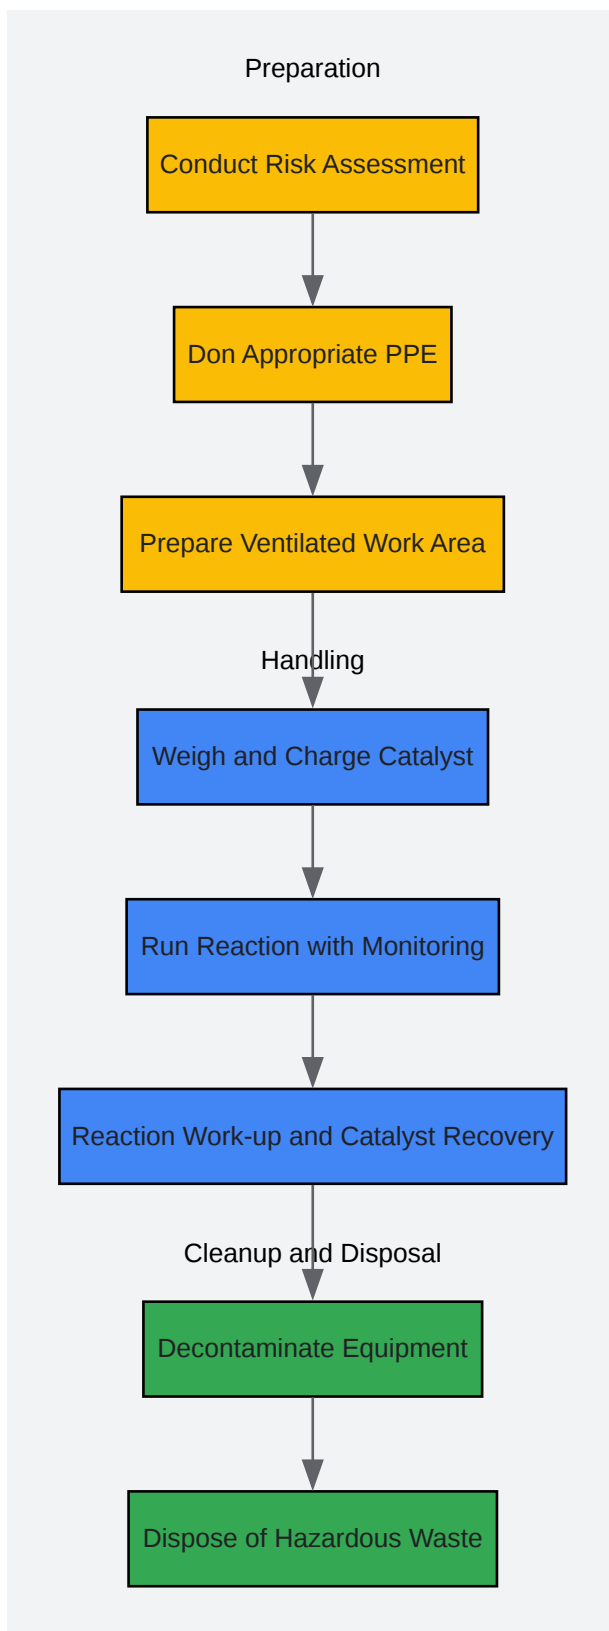 Preparation
Conduct Risk Assessment
Don Appropriate PPE
Prepare Ventilated Work Area
Handling
Weigh and Charge Catalyst
Run Reaction with Monitoring
Reaction Work-up and Catalyst Recovery
Cleanup and Disposal
Decontaminate Equipment
Dispose of Hazardous Waste